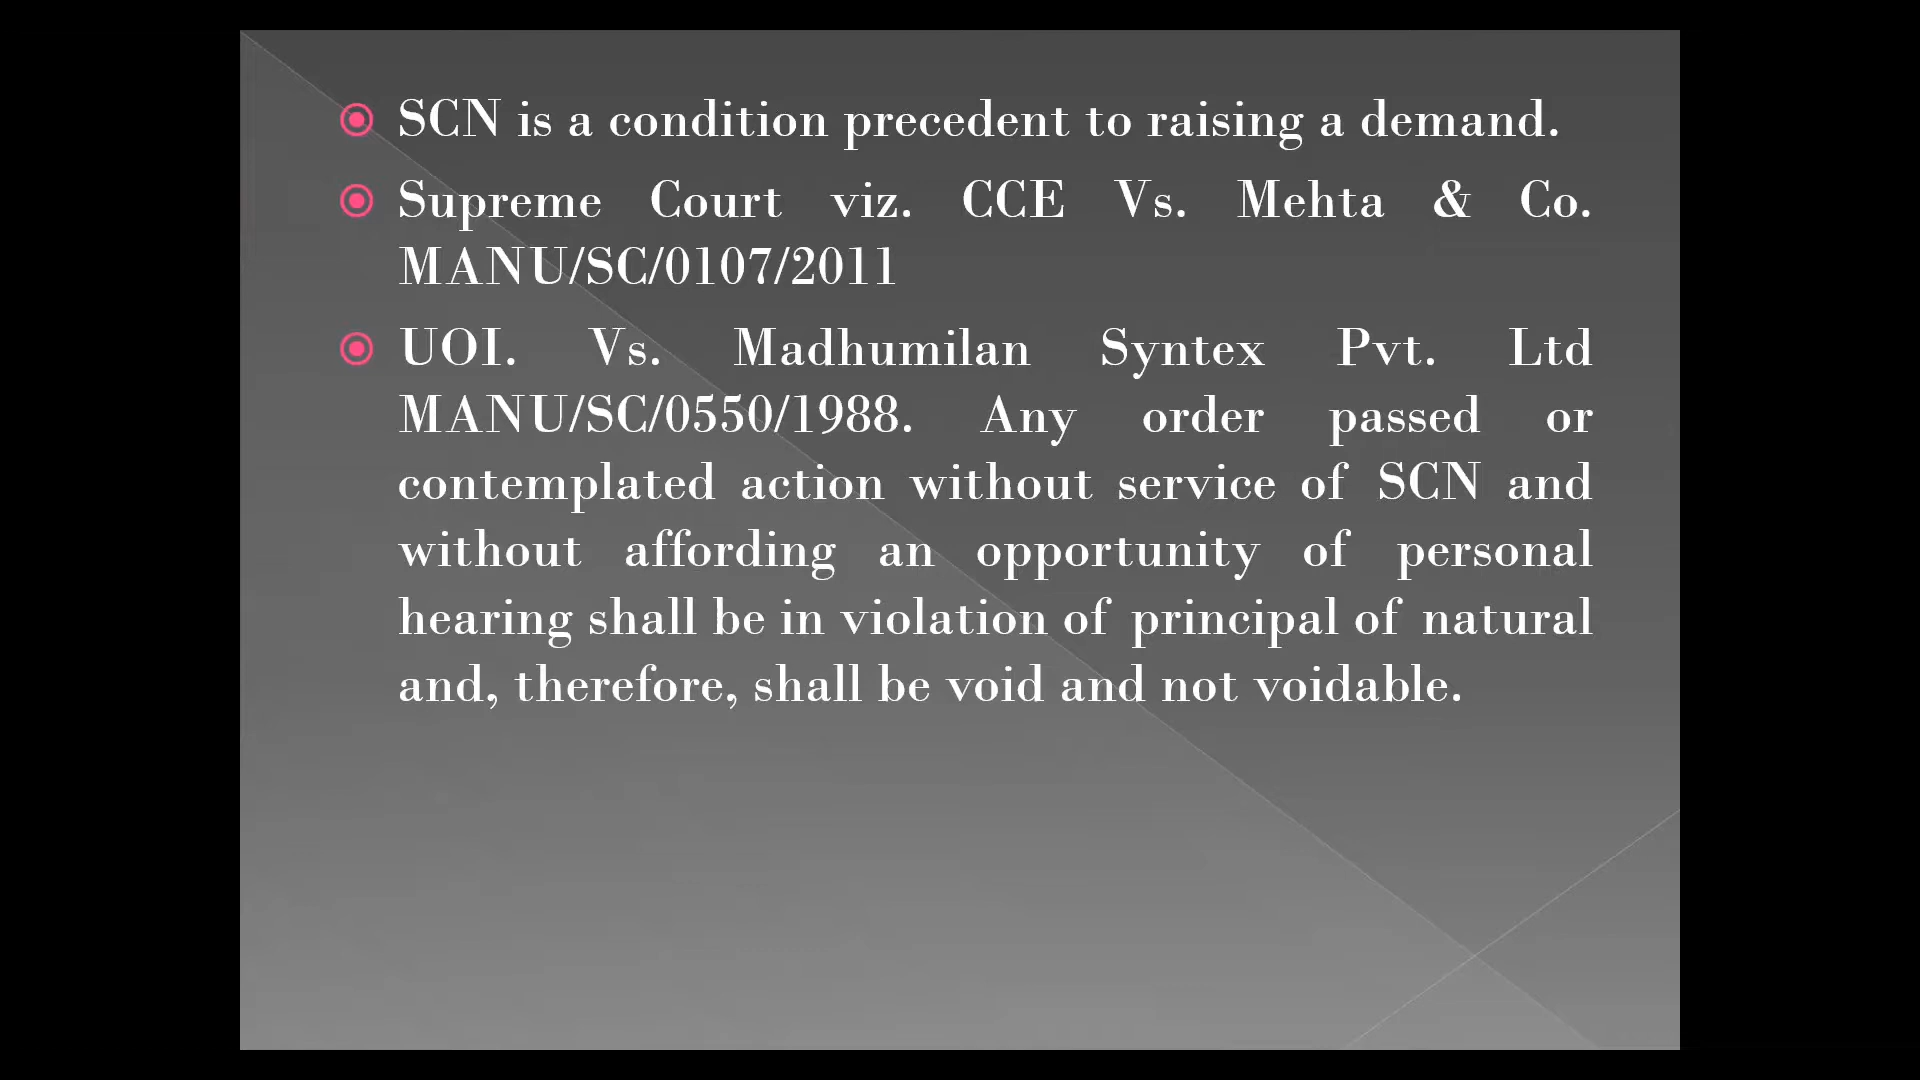 SCN is a condition precedent to raising a demand.
Supreme Court viz. CCE Vs. Mehta & Co.
MANU/SC/0107/2011
UOI. Vs. Madhumilan Syntex Pvt. Ltd
MANU/SC/0550/1988. Any order passed or
contemplated action without service of SCN and
without affording an opportunity of personal
hearing shall be in violation of principal of natural
and, therefore, shall be void and not voidable.